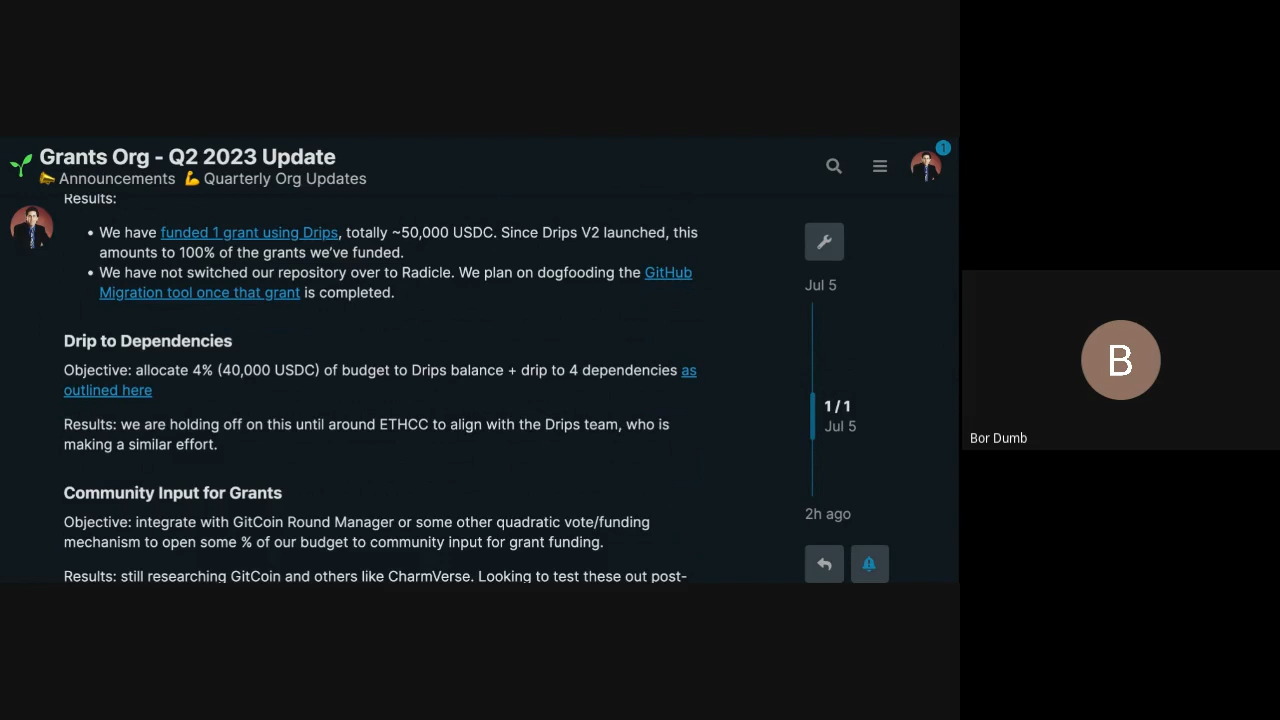 Grants Org - Q2 2023 Update
Announcements Quarterly Org Updates
1
Results:
• We have funded 1 grant using Drips, totally ~50,000 USDC. Since Drips V2 launched, this
amounts to 100% of the grants we've funded.
• We have not switched our repository over to Radicle. We plan on dogfooding the GitHub
Migration tool once that grant is completed.
Drip to Dependencies
Objective: allocate 4% (40,000 USDC) of budget to Drips balance + drip to 4 dependencies as
outlined here
Results: we are holding off on this until around ETHCC to align with the Drips team, who is
making a similar effort.
Community Input for Grants
Objective: integrate with GitCoin Round Manager or some other quadratic vote/funding
mechanism to open some % of our budget to community input for grant funding.
Results: still researching GitCoin and others like CharmVerse. Looking to test these out post-
Jul 5
1 / 1
Jul 5
2h ago
B
Bor Dumb